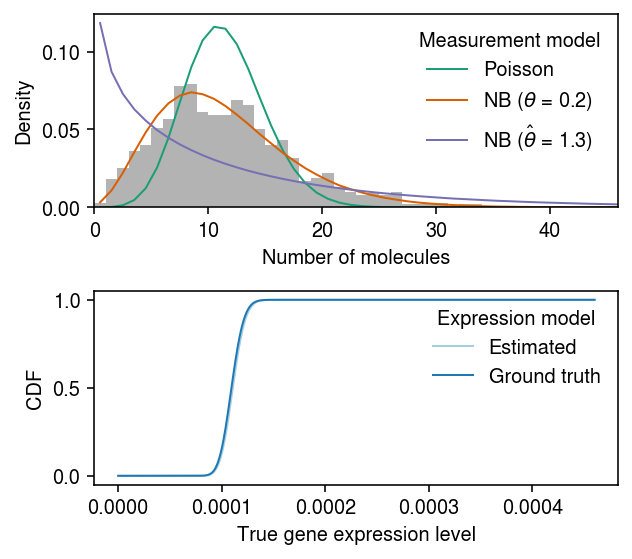 Measurement model
Poisson
NB (θ = 0.2)
NB (θ̂ = 1.3)
Density
0.10
0.05
0.00
0 10 20 30 40
Number of molecules
Expression model
Estimated
Ground truth
CDF
1.0
0.5
0.0
0.0000 0.0001 0.0002 0.0003 0.0004
True gene expression level